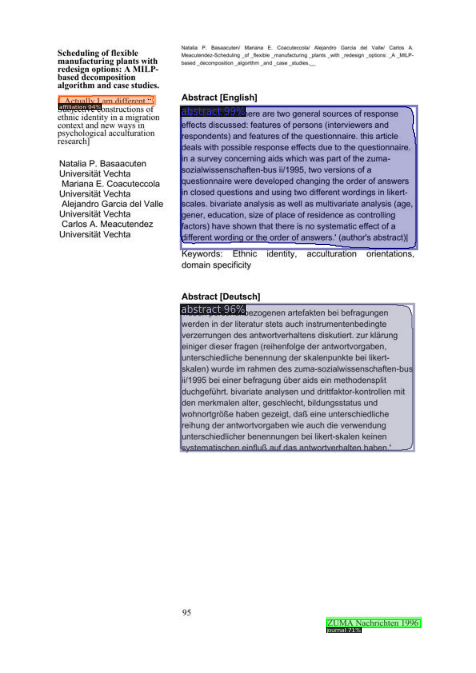 Scheduling of flexible
manufacturing plants with
redesign options: A MILP-
based decomposition
algorithm and case studies.
Actually I am different."
affiliation 94%
Subjective constructions of
ethnic identity in a migration
context and new ways in
psychological acculturation
research]
Natalia P. Basaacuten
Universität Vechta
Mariana E. Coacuteccola
Universität Vechta
Alejandro Garcia del Valle
Universität Vechta
Carlos A. Meacutendez
Universität Vechta
Natalia P. Basaacuten/ Mariana E. Coacuteccola/ Alejandro Garcia del Valle/ Carlos A.
Meacutendez-Scheduling _of _flexible _manufacturing _plants _with _redesign _options: _A _MILP-
based _decomposition _algorithm _and _case _studies.__
Abstract [English]
abstract 99%
ere are two general sources of response
effects discussed: features of persons (interviewers and
respondents) and features of the questionnaire. this article
deals with possible response effects due to the questionnaire.
in a survey concerning aids which was part of the zuma-
sozialwissenschaften-bus ii/1995, two versions of a
questionnaire were developed changing the order of answers
in closed questions and using two different wordings in likert-
scales. bivariate analysis as well as multivariate analysis (age,
gener, education, size of place of residence as controlling
factors) have shown that there is no systematic effect of a
different wording or the order of answers.' (author's abstract)|
Keywords: Ethnic identity, acculturation orientations,
domain specificity
Abstract [Deutsch]
abstract 96%
bezogenen artefakten bei befragungen
werden in der literatur stets auch instrumentenbedingte
verzerrungen des antwortverhaltens diskutiert. zur klärung
einiger dieser fragen (reihenfolge der antwortvorgaben,
unterschiedliche benennung der skalenpunkte bei likert-
skalen) wurde im rahmen des zuma-sozialwissenschaften-bus
ii/1995 bei einer befragung über aids ein methodensplit
duchgeführt. bivariate analysen und drittfaktor-kontrollen mit
den merkmalen alter, geschlecht, bildungsstatus und
wohnortgröße haben gezeigt, daß eine unterschiedliche
reihung der antwortvorgaben wie auch die verwendung
unterschiedlicher benennungen bei likert-skalen keinen
systematischen einfluß auf das antwortverhalten haben.'
95
ZUMA Nachrichten 1996